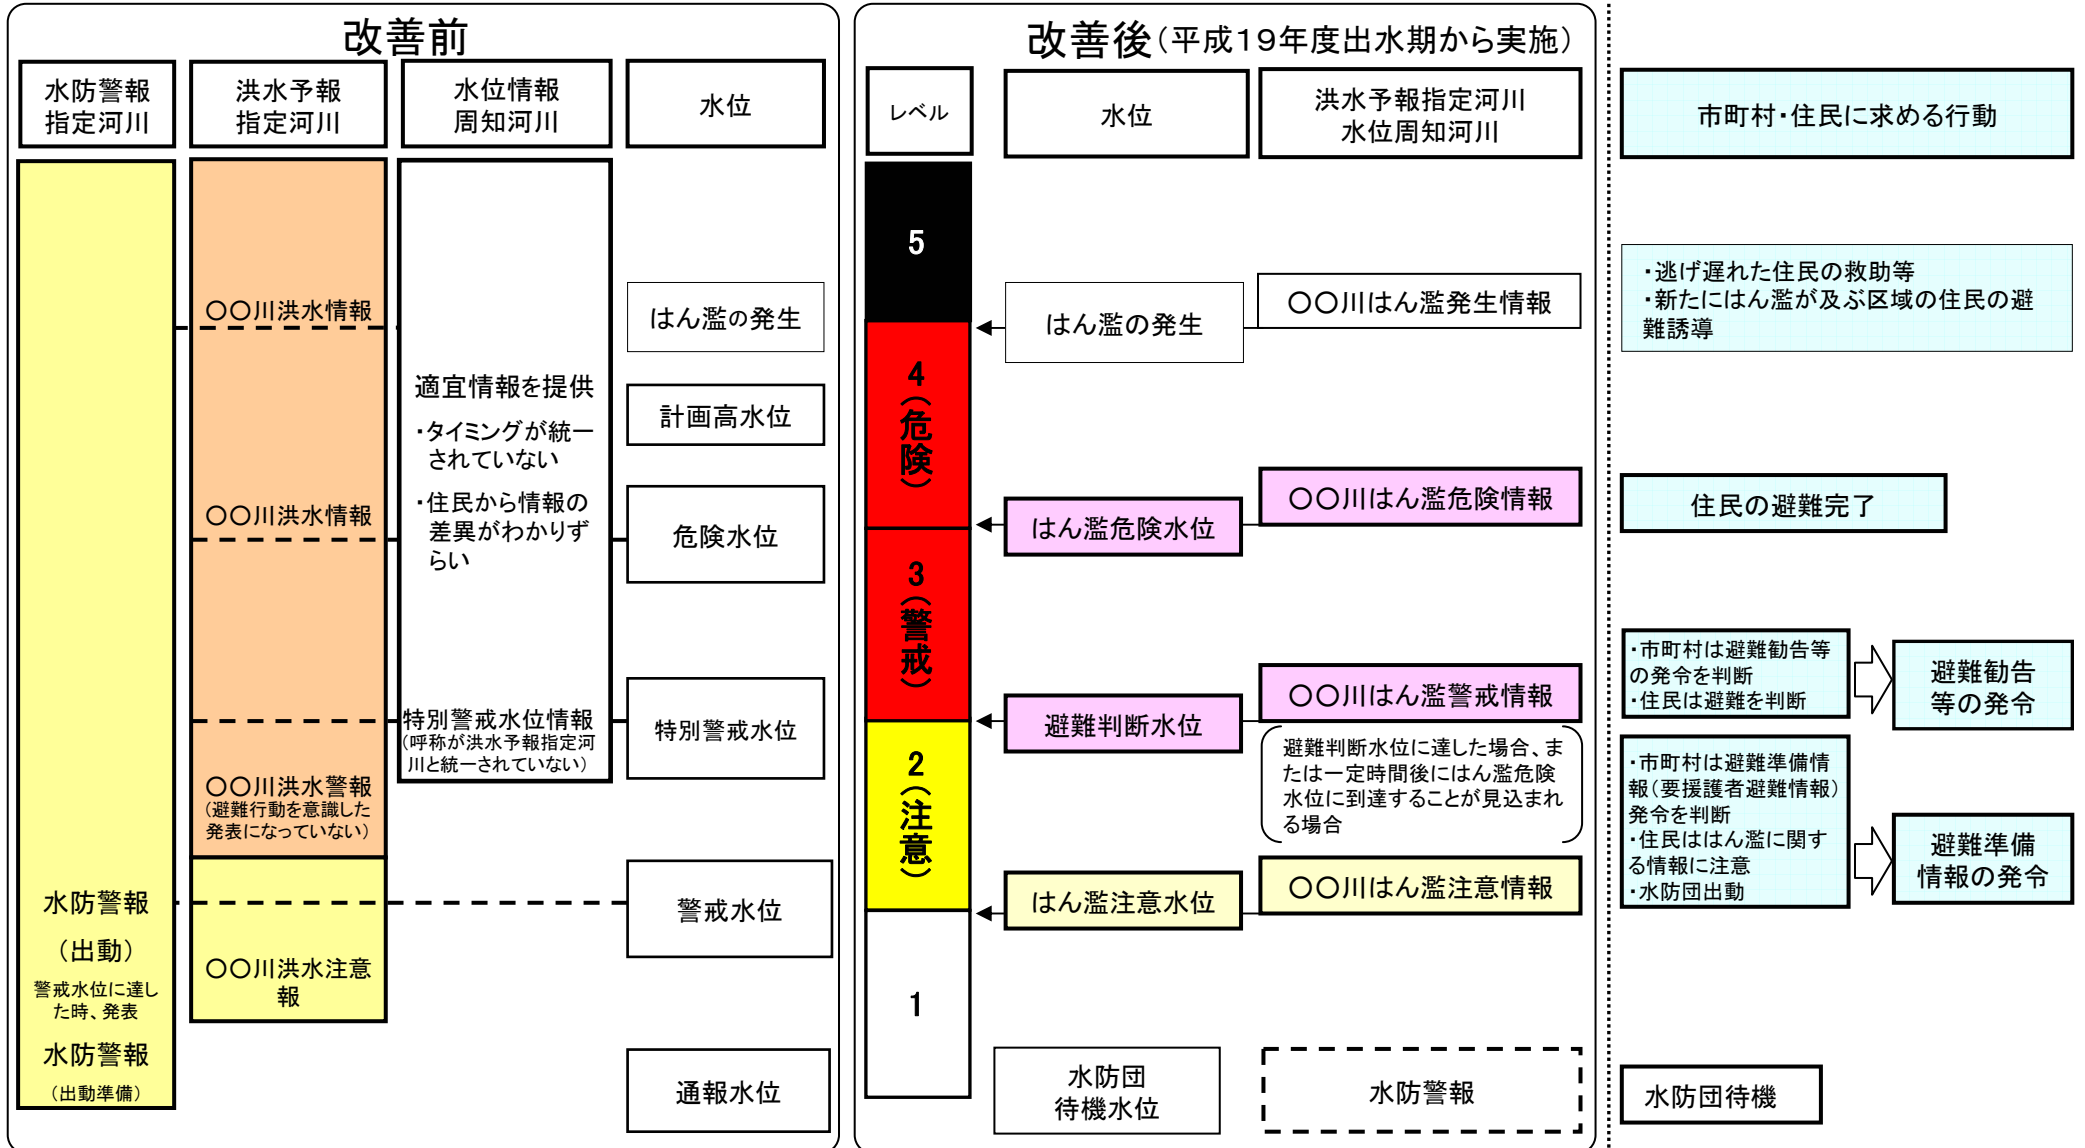 改善前
水防警報
指定河川
洪水予報
指定河川
水位情報
周知河川
水位
〇〇川洪水情報
〇〇川洪水情報
〇〇川洪水警報
(避難行動を意識した
発表になっていない)
〇〇川洪水注意
報
水防警報
(出動)
警戒水位に達し
た時、発表
水防警報
(出動準備)
適宜情報を提供
・タイミングが統一
されていない
・住民から情報の
差異がわかりず
らい
特別警戒水位情報
(呼称が洪水予報指定河
川と統一されていない)
はん濫の発生
計画高水位
危険水位
特別警戒水位
警戒水位
通報水位
改善後(平成19年度出水期から実施)
レベル
水位
洪水予報指定河川
水位周知河川
5
4(危険)
3(警戒)
2(注意)
1
はん濫の発生
はん濫危険水位
避難判断水位
はん濫注意水位
水防団
待機水位
〇〇川はん濫発生情報
〇〇川はん濫危険情報
〇〇川はん濫警戒情報
避難判断水位に達した場合、ま
たは一定時間後にはん濫危険
水位に到達することが見込まれ
る場合
〇〇川はん濫注意情報
水防警報
市町村・住民に求める行動
・逃げ遅れた住民の救助等
・新たにはん濫が及ぶ区域の住民の避
難誘導
住民の避難完了
・市町村は避難勧告等
の発令を判断
・住民は避難を判断
避難勧告
等の発令
・市町村は避難準備情
報(要援護者避難情報)
発令を判断
・住民ははん濫に関す
る情報に注意
・水防団出動
避難準備
情報の発令
水防団待機